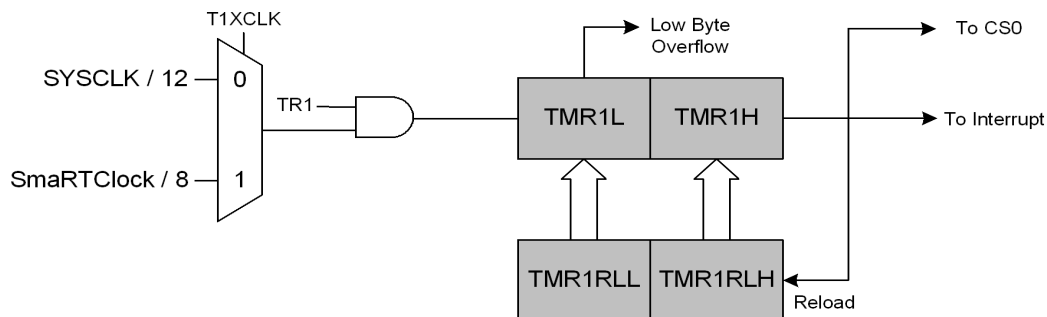 T1XCLK
Low Byte
Overflow
To CS0
SYSCLK / 12
0
TR1
TMR1L
TMR1H
To Interrupt
SmaRTClock / 8
1
TMR1RLL
TMR1RLH
Reload